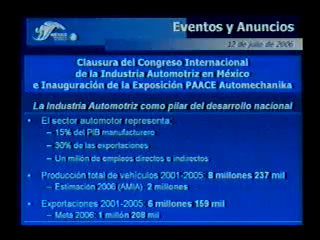 Eventos y Anuncios
MÉXICO
12 de julio de 2006
Clausura del Congreso Internacional
de la Industria Automotriz en México
e Inauguración de la Exposición PAACE Automechanika
La Industria Automotriz como pilar del desarrollo nacional
• El sector automotor representa:
– 15% del PIB manufacturero
– 30% de las exportaciones
– Un millón de empleos directos e indirectos
• Producción total de vehículos 2001-2005: 8 millones 237 mil
– Estimación 2006 (AMIA): 2 millones
• Exportaciones 2001-2005: 6 millones 159 mil
– Meta 2006: 1 millón 208 mil